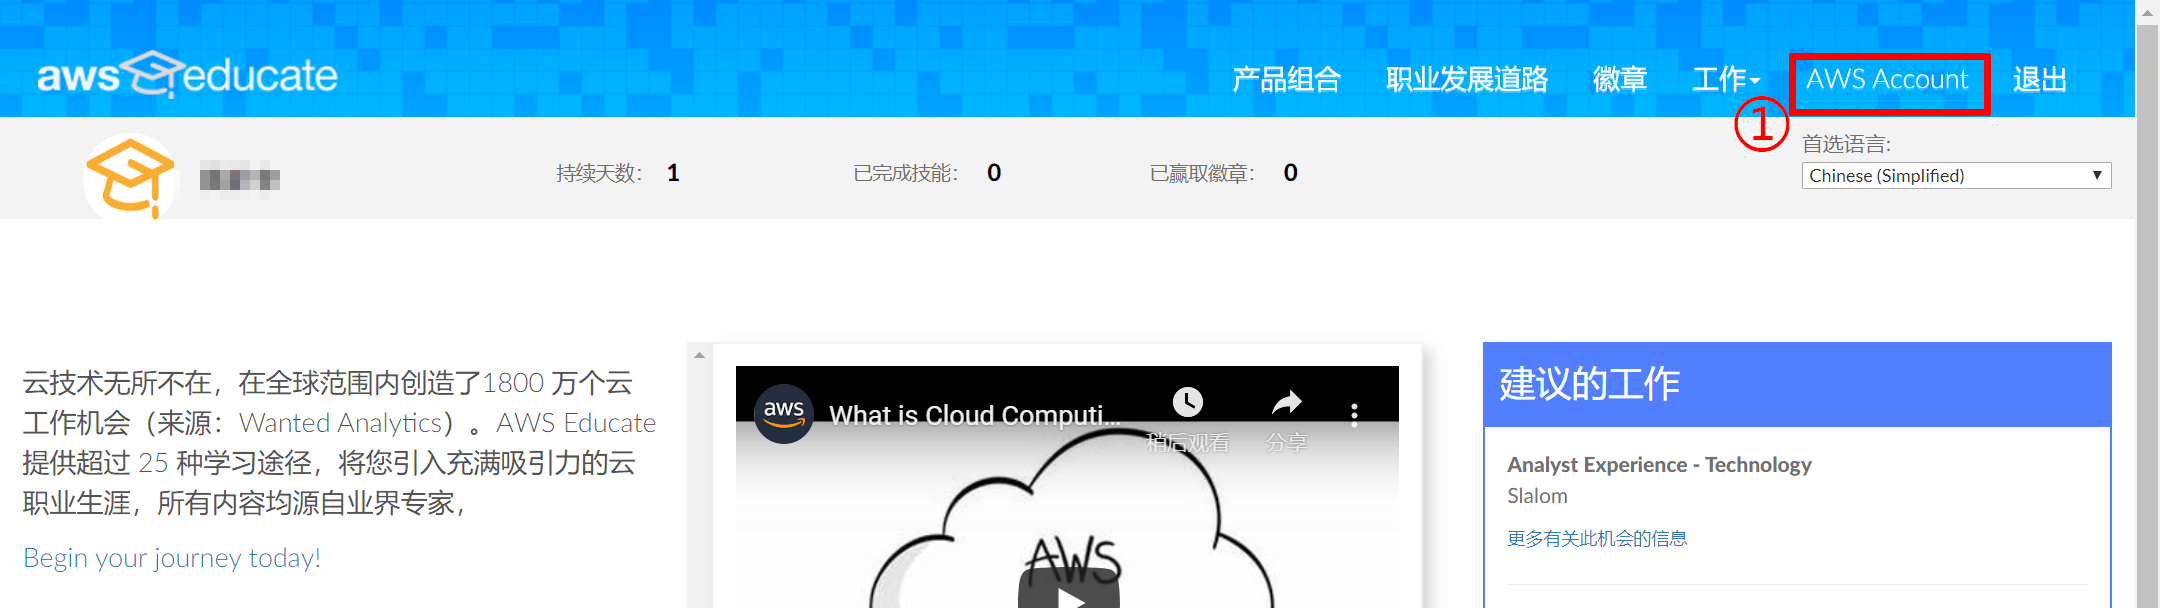 aws educate
产品组合 职业发展道路 徽章 工作 AWS Account 退出
①
首选语言:
Chinese (Simplified)
持续天数: 1 已完成技能: 0 已赢取徽章: 0
云技术无所不在，在全球范围内创造了1800 万个云
工作机会（来源：Wanted Analytics）。AWS Educate
提供超过 25 种学习途径，将您引入充满吸引力的云
职业生涯，所有内容均源自业界专家，
Begin your journey today!
aws
What is Cloud Computi...
稍后观看 分享
AWS
建议的工作
Analyst Experience - Technology
Slalom
更多有关此机会的信息